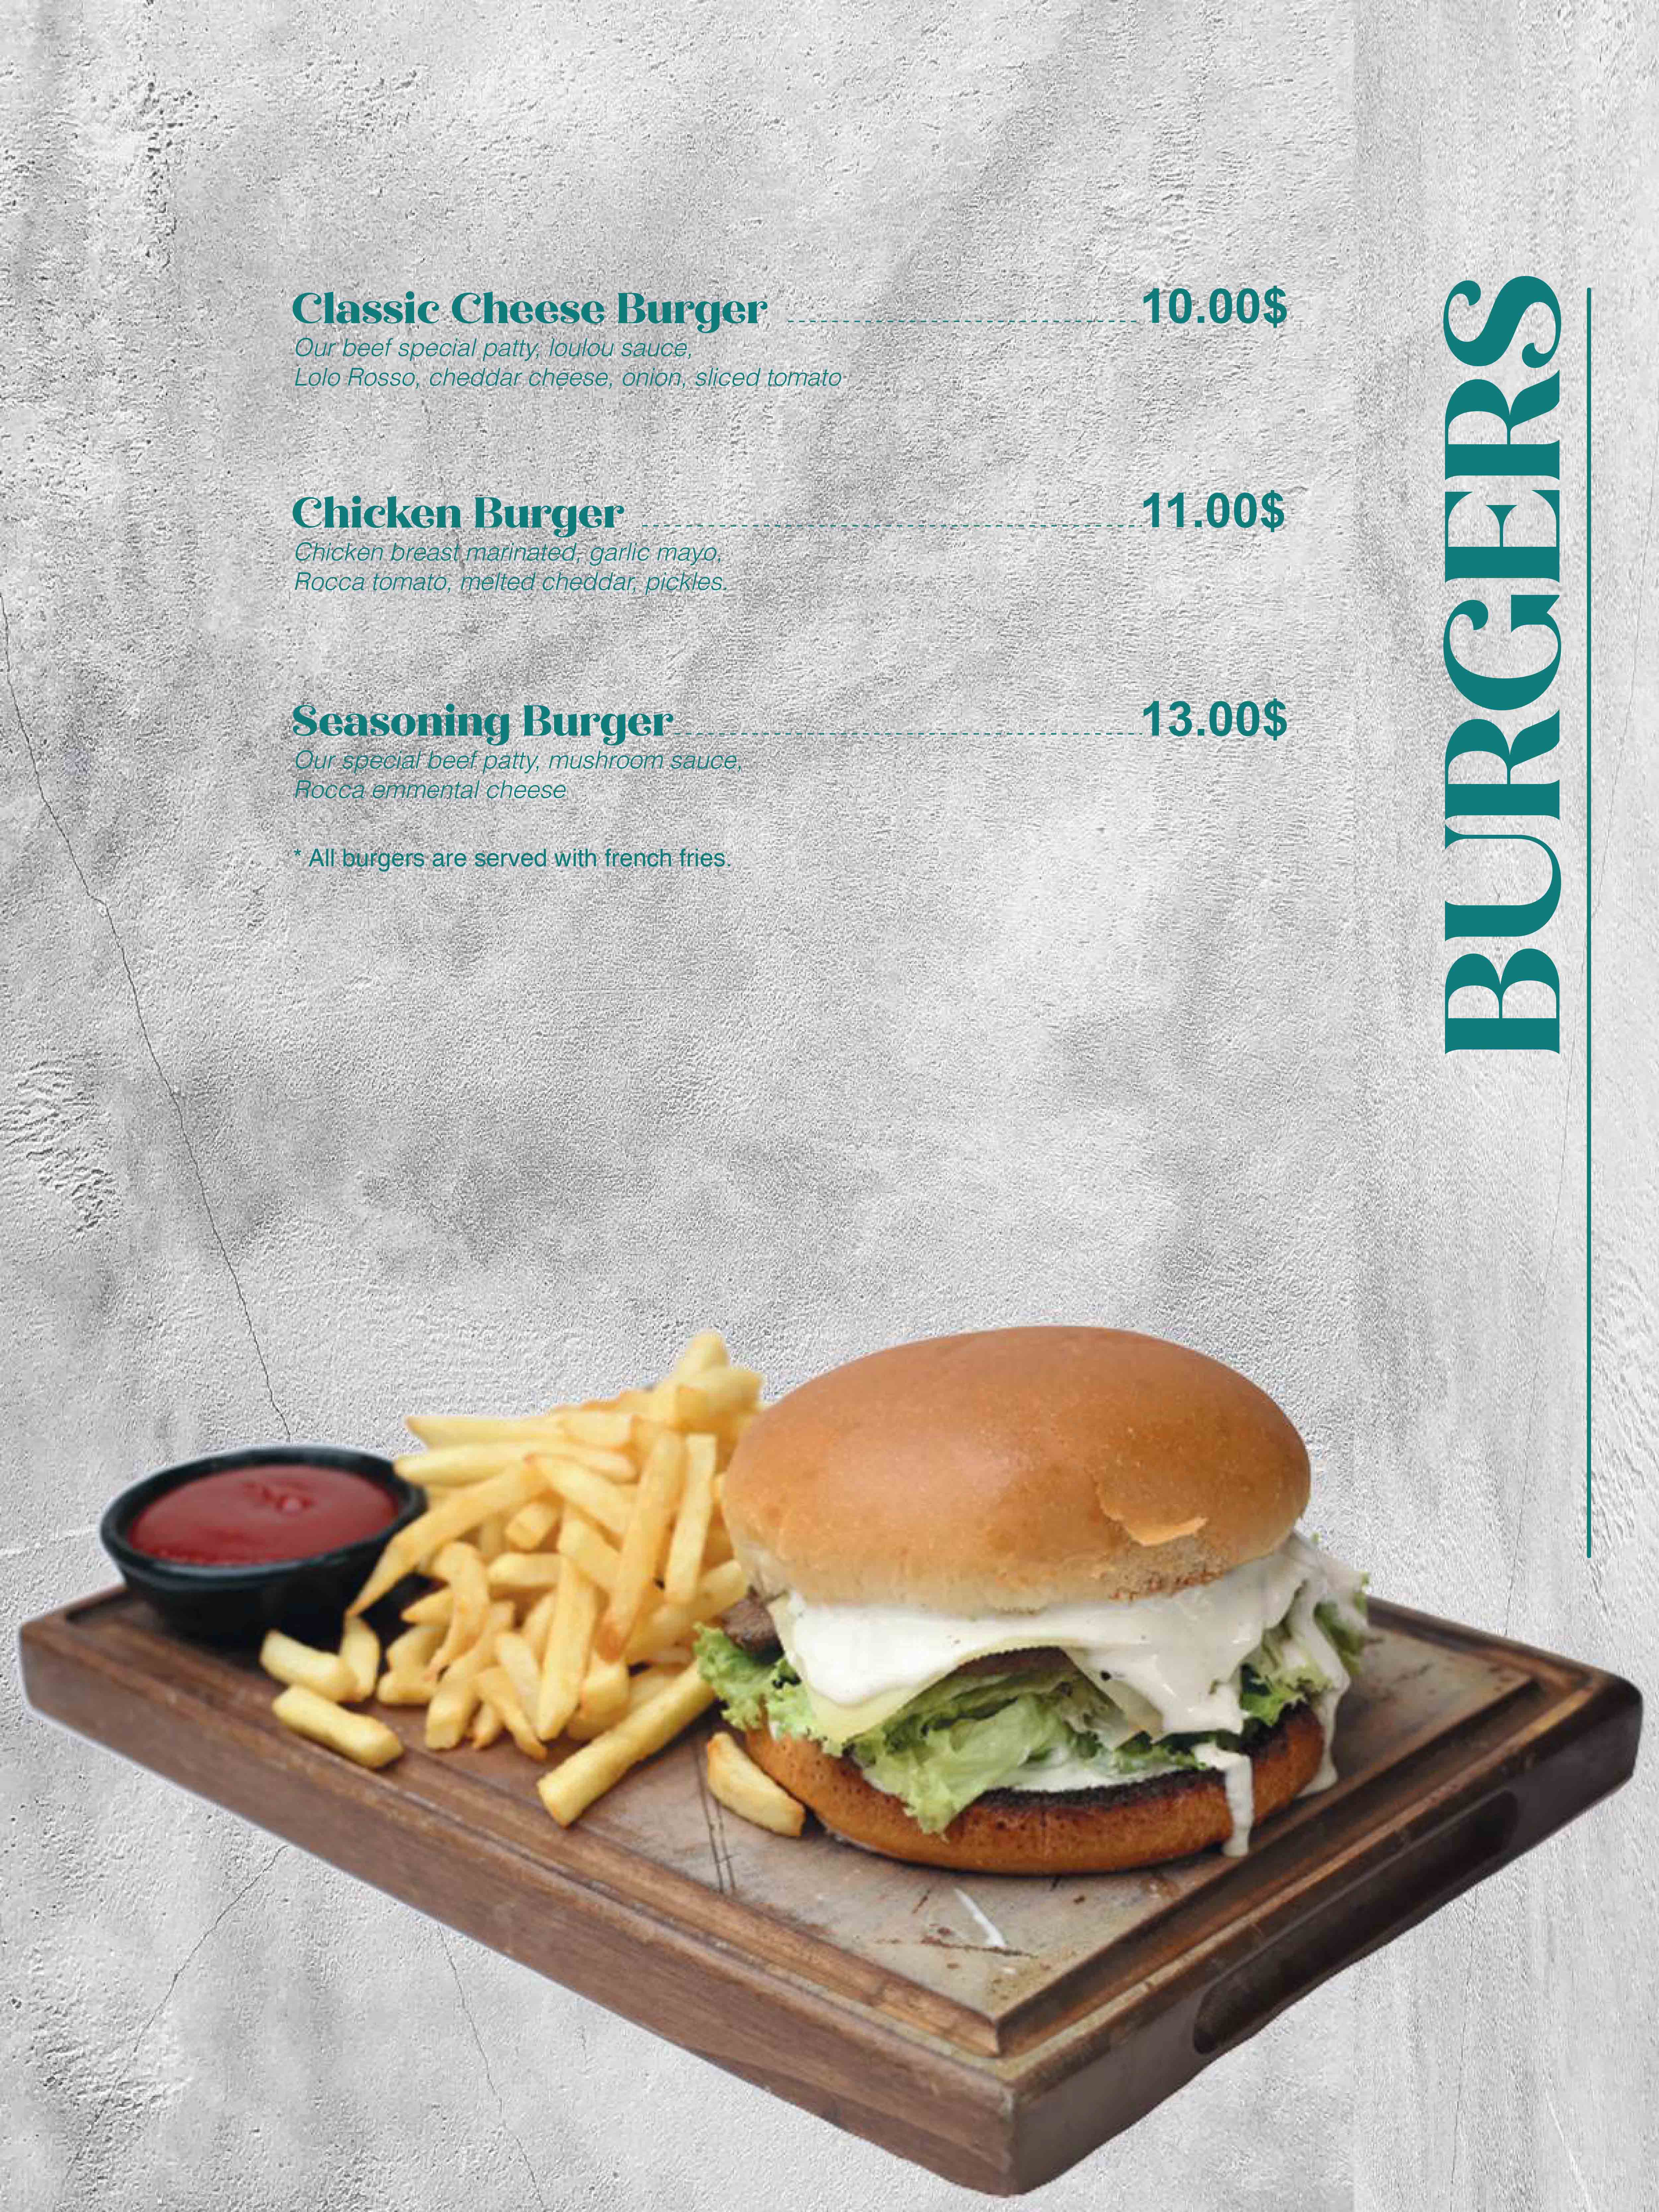 BURGERS
Classic Cheese Burger 10.00$
Our beef special patty, loulou sauce,
Lolo Rosso, cheddar cheese, onion, sliced tomato
Chicken Burger 11.00$
Chicken breast marinated, garlic mayo,
Rocca tomato, melted cheddar, pickles.
Seasoning Burger 13.00$
Our special beef patty, mushroom sauce,
Rocca emmental cheese
* All burgers are served with french fries.